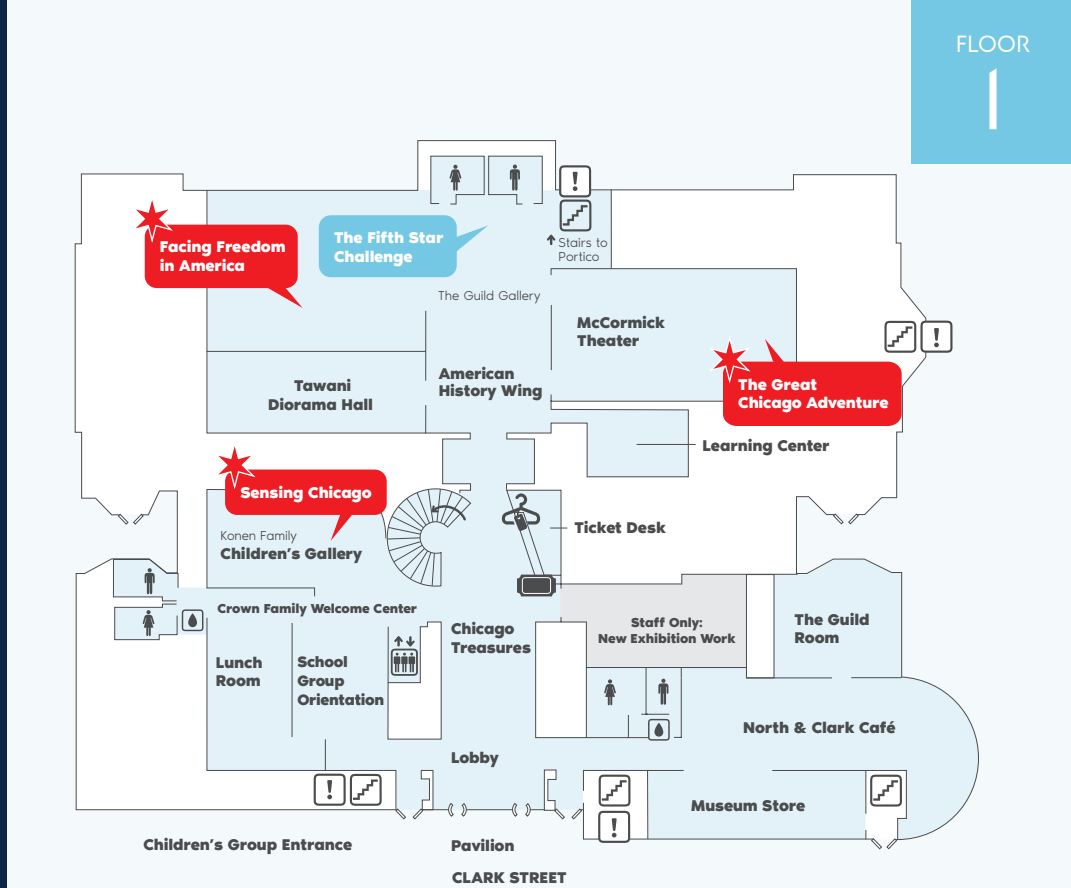 FLOOR
1
Facing Freedom
in America
The Fifth Star
Challenge
!
Stairs to
Portico
The Guild Gallery
McCormick
Theater
!
The Great
Chicago Adventure
Tawani
Diorama Hall
American
History Wing
Learning Center
Sensing Chicago
Konen Family
Children's Gallery
Ticket Desk
Crown Family Welcome Center
Chicago
Treasures
Staff Only:
New Exhibition Work
The Guild
Room
Lunch
Room
School
Group
Orientation
North & Clark Café
Lobby
!
Museum Store
!
Children's Group Entrance
Pavilion
CLARK STREET